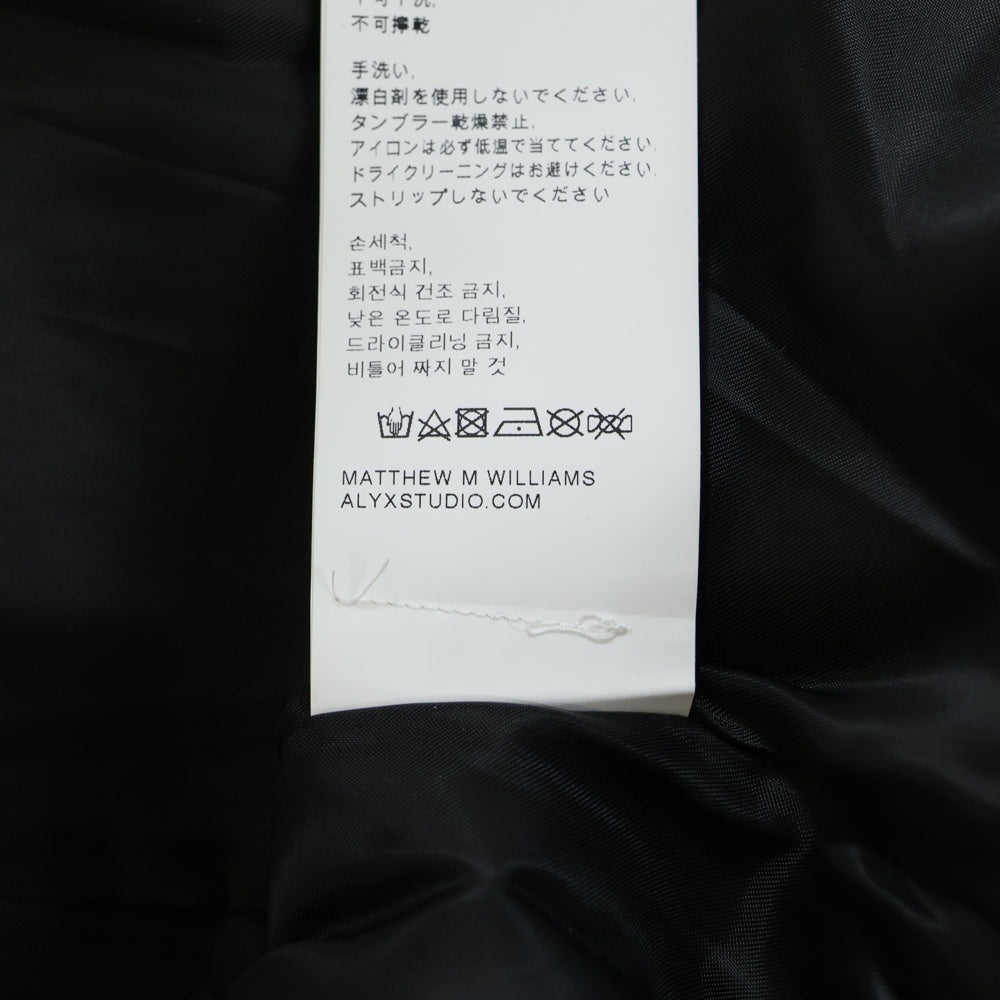 不可擰乾
手洗い,
漂白剤を使用しないでください,
タンブラー乾燥禁止,
アイロンは必ず低温で当ててください,
ドライクリーニングはお避けください,
ストリップしないでください
손세척,
표백금지,
회전식 건조 금지,
낮은 온도로 다림질,
드라이클리닝 금지,
비틀어 짜지 말 것
MATTHEW M WILLIAMS
ALYXSTUDIO.COM